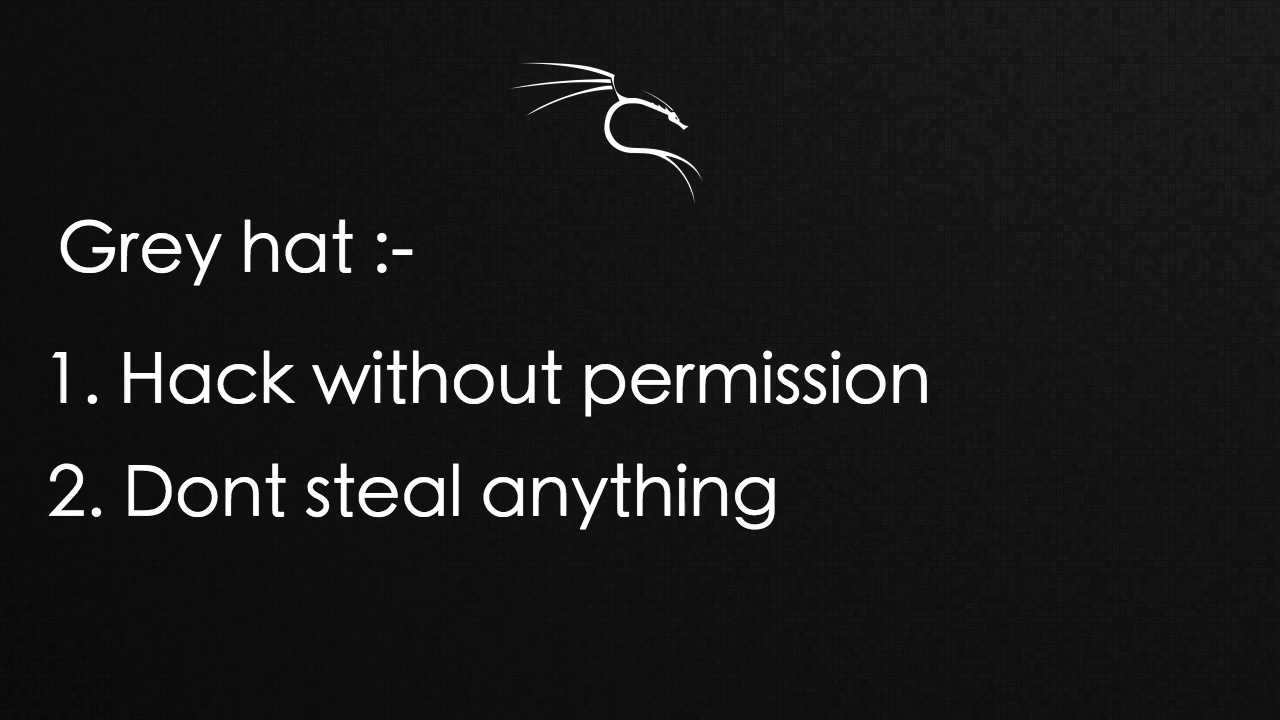 Grey hat :-
1. Hack without permission
2. Dont steal anything